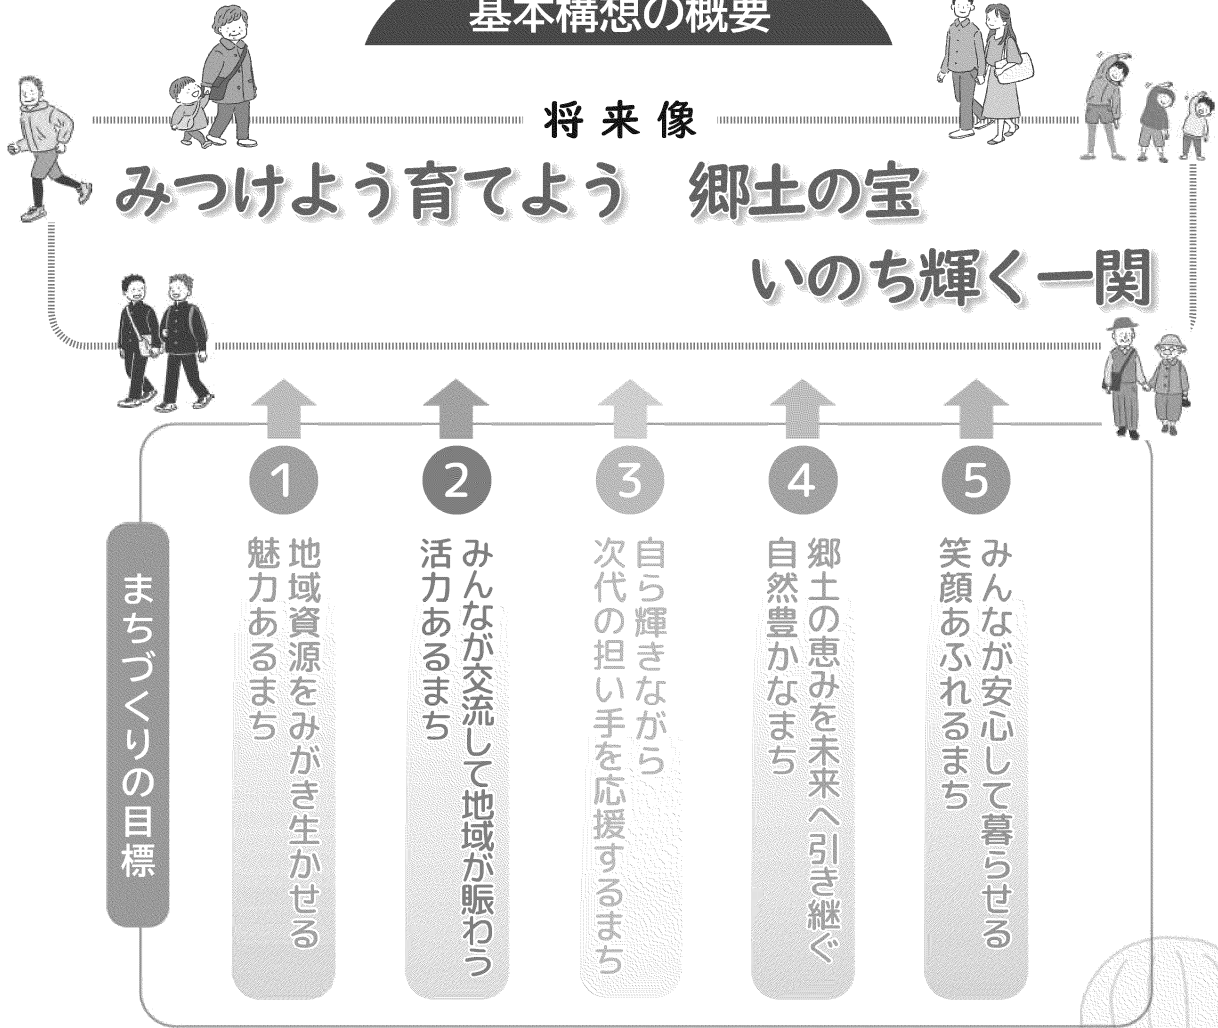 基本構想の概要
将来像
みつけよう育てよう　郷土の宝
いのち輝く一関
まちづくりの目標
1
地域資源をみがき生かせる
魅力あるまち
2
みんなが交流して地域が賑わう
活力あるまち
3
自ら輝きながら
次代の担い手を応援するまち
4
郷土の恵みを未来へ引き継ぐ
自然豊かなまち
5
みんなが安心して暮らせる
笑顔あふれるまち